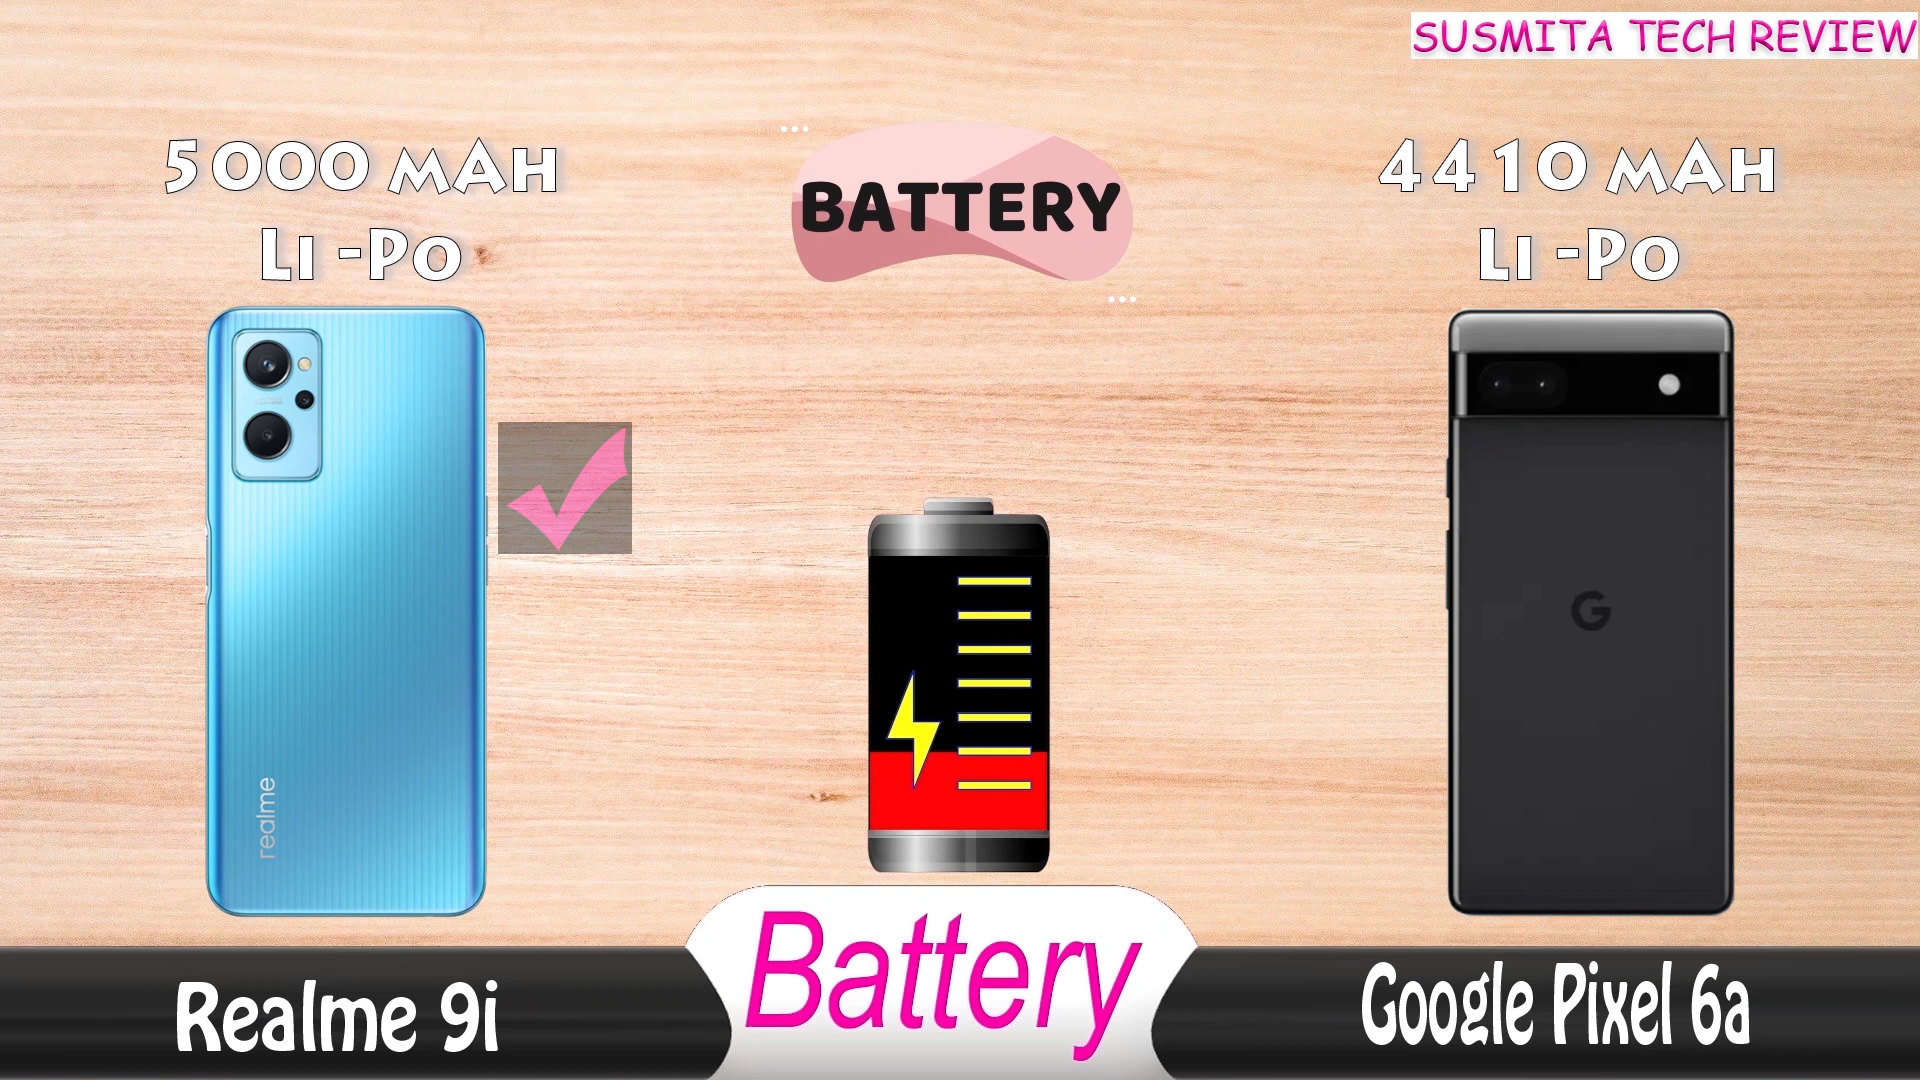 SUSMITA TECH REVIEW
5000 mAh
Li -Po
BATTERY
4410 mAh
Li -Po
realme
G
Realme 9i
Battery
Google Pixel 6a